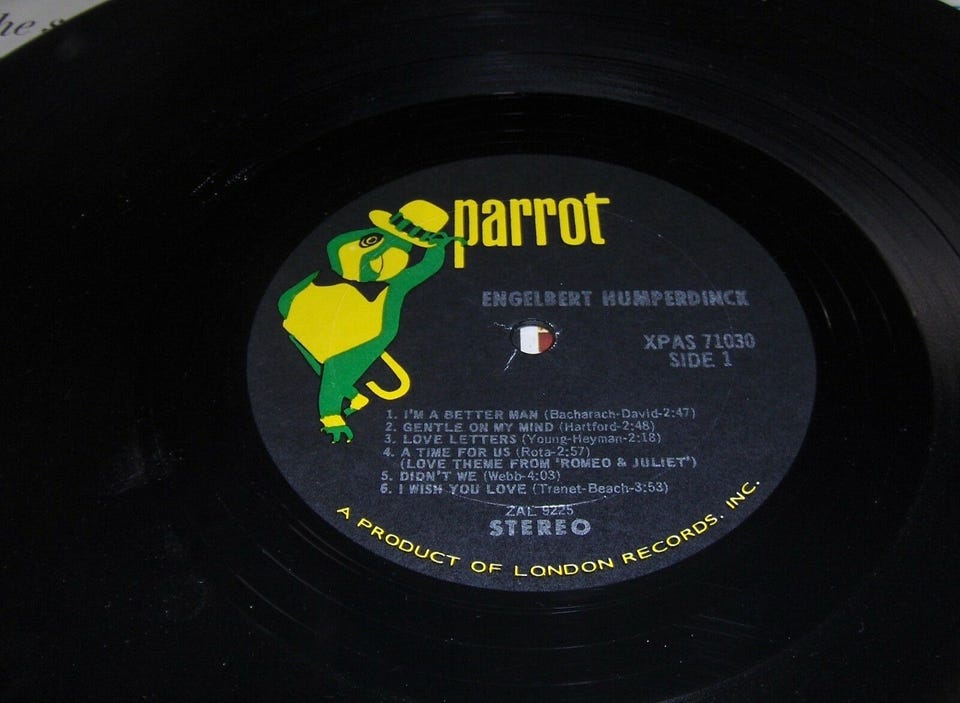 he
parrot
ENGELBERT HUMPERDINCK
XPAS 71030
SIDE 1
1. I'M A BETTER MAN (Bacharach-David-2:47)
2. GENTLE ON MY MIND (Hartford-2:48)
3. LOVE LETTERS (Young-Heyman-2:18)
4. A TIME FOR US (Rota-2:57)
(LOVE THEME FROM 'ROMEO & JULIET')
5. DIDN'T WE (Webb-4:03)
6. I WISH YOU LOVE (Trenet-Beach-3:53)
ZAL 9225
STEREO
A PRODUCT OF LONDON RECORDS, INC.